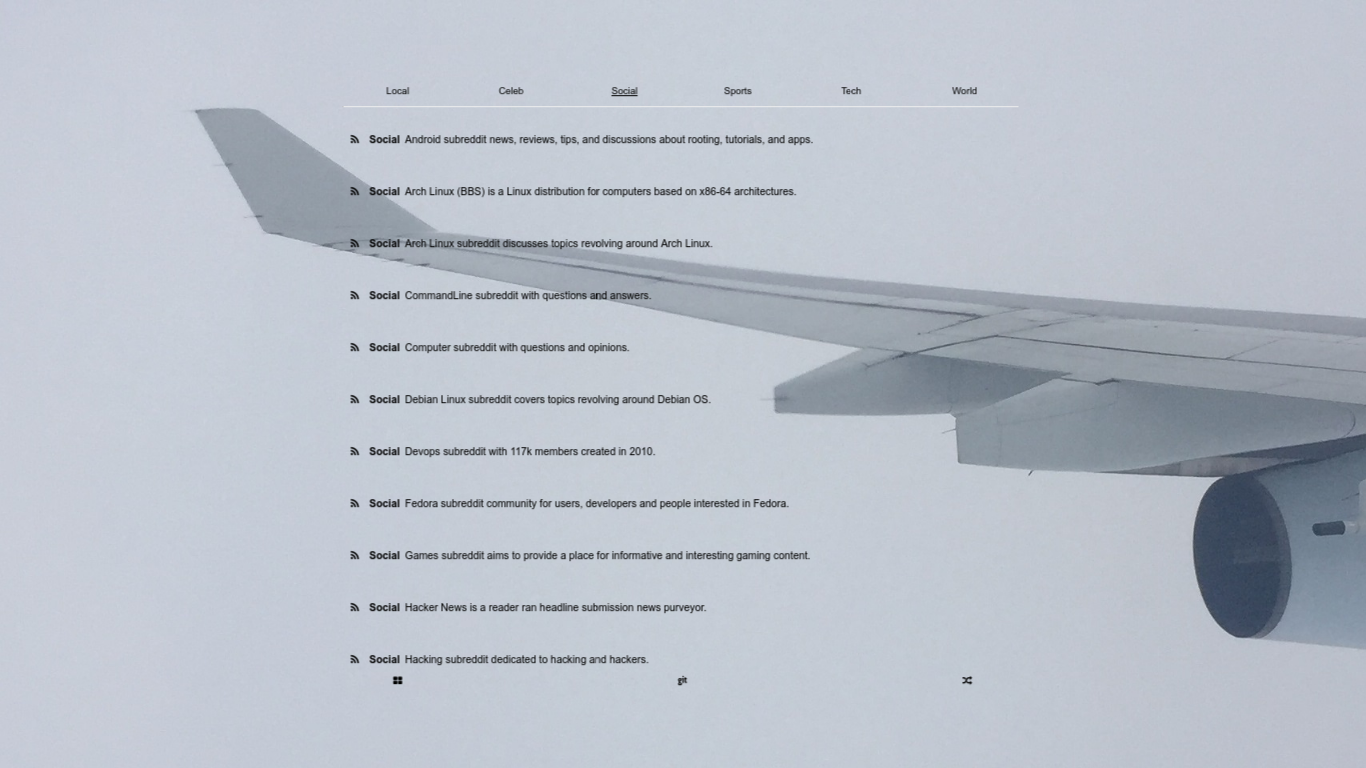 Local Celeb Social Sports Tech World
Social Android subreddit news, reviews, tips, and discussions about rooting, tutorials, and apps.
Social Arch Linux (BBS) is a Linux distribution for computers based on x86-64 architectures.
Social Arch Linux subreddit discusses topics revolving around Arch Linux.
Social CommandLine subreddit with questions and answers.
Social Computer subreddit with questions and opinions.
Social Debian Linux subreddit covers topics revolving around Debian OS.
Social Devops subreddit with 117k members created in 2010.
Social Fedora subreddit community for users, developers and people interested in Fedora.
Social Games subreddit aims to provide a place for informative and interesting gaming content.
Social Hacker News is a reader ran headline submission news purveyor.
Social Hacking subreddit dedicated to hacking and hackers.
git